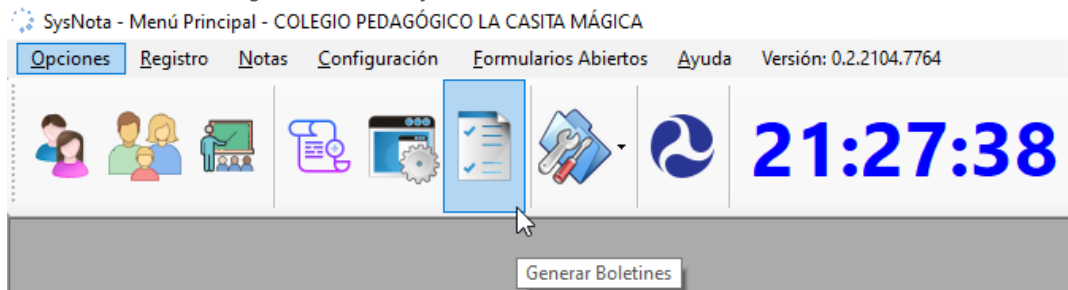 SysNota - Menú Principal - COLEGIO PEDAGÓGICO LA CASITA MÁGICA
Opciones Registro Notas Configuración Formularios Abiertos Ayuda Versión: 0.2.2104.7764
21:27:38
Generar Boletines